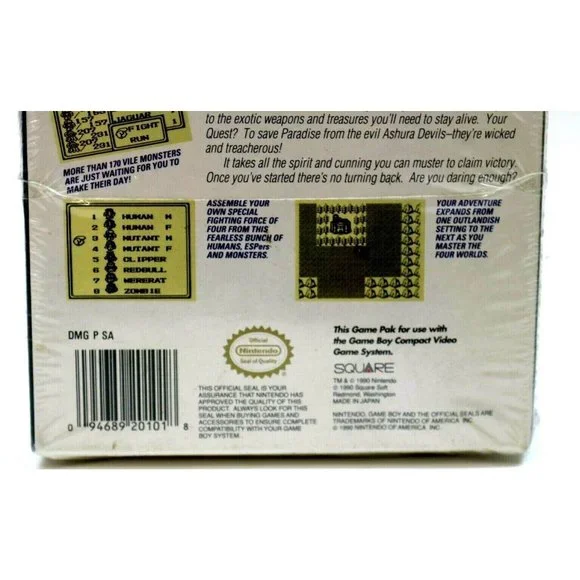 to the exotic weapons and treasures you'll need to stay alive. Your
Quest? To save Paradise from the evil Ashura Devils–they're wicked
and treacherous!
It takes all the spirit and cunning you can muster to claim victory.
Once you've started there's no turning back. Are you daring enough?
JAGUAR
157
207
231
207
231
FIGHT
RUN
1
1
MORE THAN 170 VILE MONSTERS
ARE JUST WAITING FOR YOU TO
MAKE THEIR DAY!
1 HUMAN M
2 HUMAN F
3 MUTANT M
4 MUTANT F
5 CLIPPER
6 REDBULL
7 WERERAT
8 ZOMBIE
ASSEMBLE YOUR
OWN SPECIAL
FIGHTING FORCE OF
FOUR FROM THIS
FEARLESS BUNCH OF
HUMANS, ESPers
AND MONSTERS.
YOUR ADVENTURE
EXPANDS FROM
ONE OUTLANDISH
SETTING TO THE
NEXT AS YOU
MASTER THE
FOUR WORLDS.
DMG P SA
0 94689 20101 8
Official
Nintendo
Seal of Quality
THIS OFFICIAL SEAL IS YOUR
ASSURANCE THAT NINTENDO HAS
APPROVED THE QUALITY OF THIS
PRODUCT. ALWAYS LOOK FOR THIS
SEAL WHEN BUYING GAMES AND
ACCESSORIES TO ENSURE COMPLETE
COMPATIBILITY WITH YOUR GAME
BOY SYSTEM.
This Game Pak for use with
the Game Boy Compact Video
Game System.
SQUARE
TM & © 1990 Nintendo
© 1990 Square Soft
Redmond, Washington
MADE IN JAPAN
NINTENDO, GAME BOY AND THE OFFICIAL SEALS ARE
TRADEMARKS OF NINTENDO OF AMERICA INC.
© 1990 NINTENDO OF AMERICA INC.